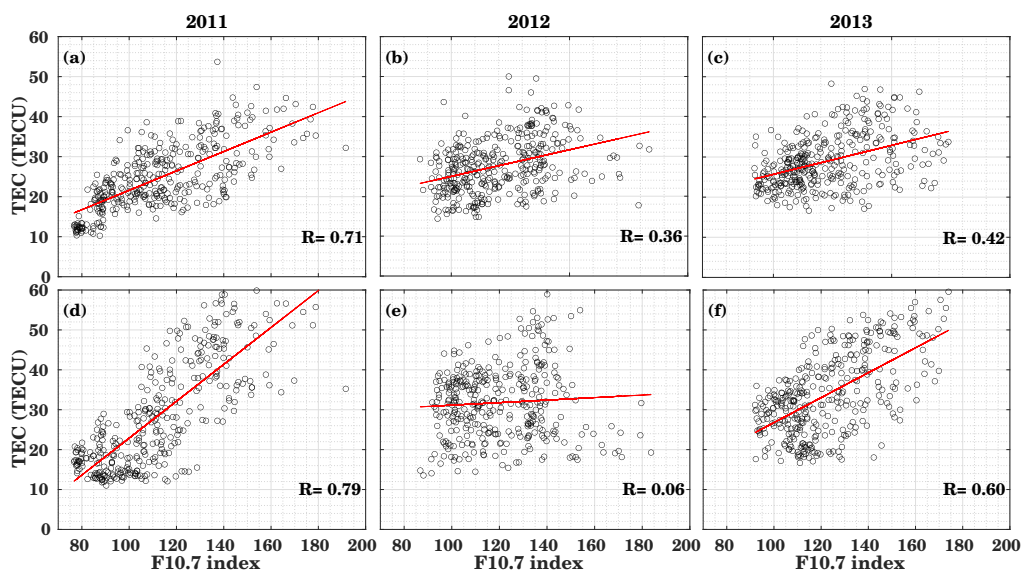 2011 2012 2013
60
50
40
30
20
10
0
TEC (TECU)
(a)
R= 0.71
(b)
R= 0.36
(c)
R= 0.42
60
50
40
30
20
10
0
TEC (TECU)
(d)
R= 0.79
(e)
R= 0.06
(f)
R= 0.60
80 100 120 140 160 180 200
80 100 120 140 160 180 200
80 100 120 140 160 180 200
F10.7 index F10.7 index F10.7 index